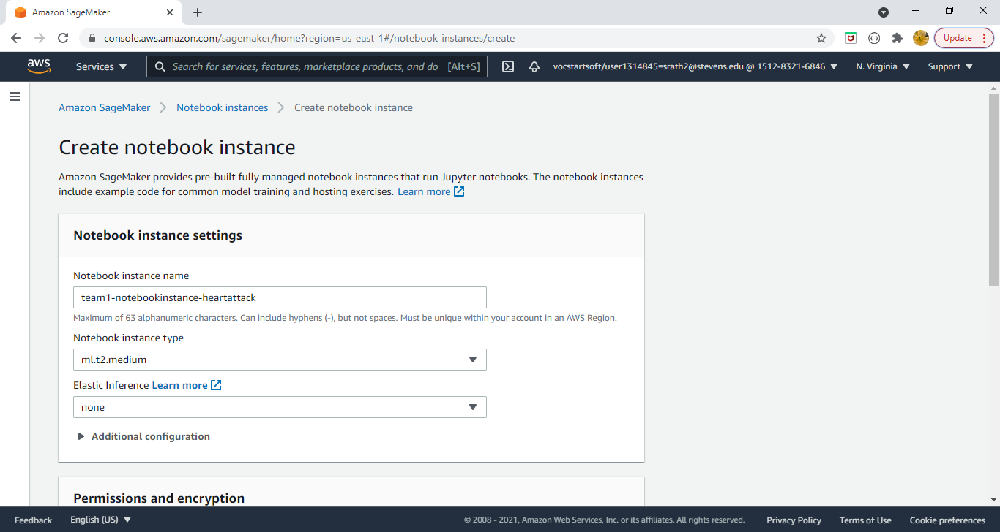 Amazon SageMaker
console.aws.amazon.com/sagemaker/home?region=us-east-1#/notebook-instances/create
Update
aws
Services
Search for services, features, marketplace products, and do [Alt+S]
vocstartsoft/user1314845=srath2@stevens.edu @ 1512-8321-6846
N. Virginia
Support
Amazon SageMaker
Notebook instances
Create notebook instance
Create notebook instance
Amazon SageMaker provides pre-built fully managed notebook instances that run Jupyter notebooks. The notebook instances
include example code for common model training and hosting exercises. Learn more
Notebook instance settings
Notebook instance name
team1-notebookinstance-heartattack
Maximum of 63 alphanumeric characters. Can include hyphens (-), but not spaces. Must be unique within your account in an AWS Region.
Notebook instance type
ml.t2.medium
Elastic Inference Learn more
none
Additional configuration
Permissions and encryption
Feedback
English (US)
© 2008 - 2021, Amazon Web Services, Inc. or its affiliates. All rights reserved.
Privacy Policy
Terms of Use
Cookie preferences